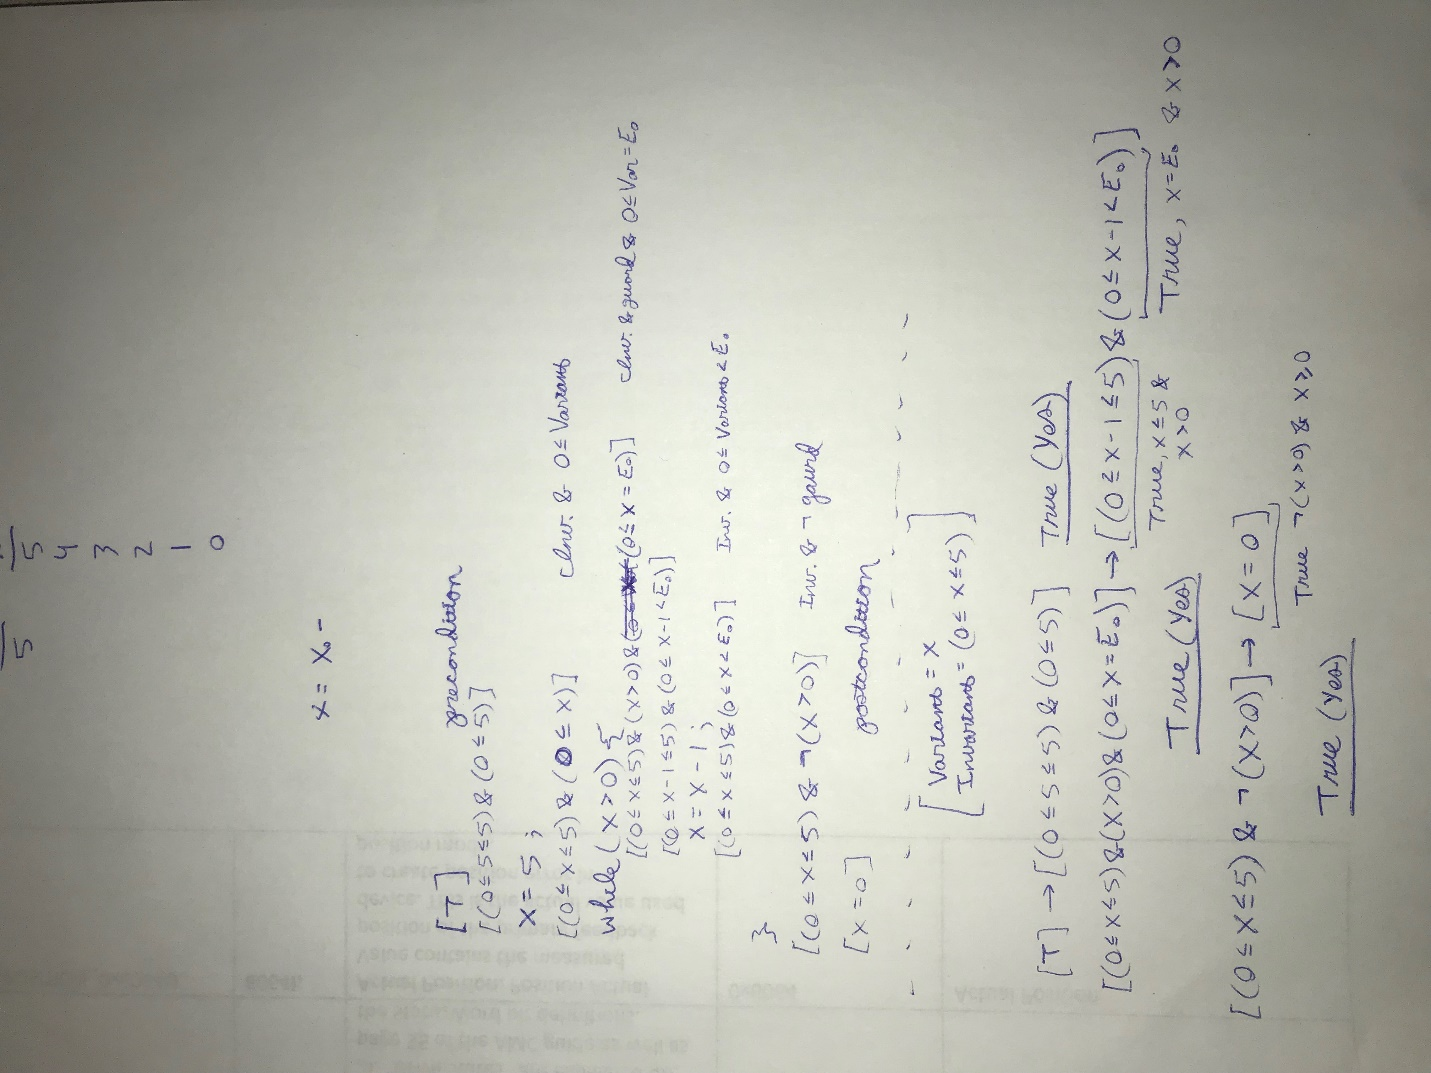 5 5
4
3
2
1
0
x = x₀ -
[T] precondition
[(0≤5≤5) & (0≤5)]
x = 5 ;
[(0≤x≤5) & (0≤x)] Inv. & 0≤Variant
while (x>0) {
[(0≤x≤5) & (x>0) & (0≤x=E₀)] Inv. & guard & 0≤Var=E₀
[(0≤x-1≤5) & (0≤x-1<E₀)]
x = x - 1 ;
[(0≤x≤5) & (0≤x<E₀)] Inv. & 0≤Variant<E₀
}
[(0≤x≤5) & ¬(x>0)] Inv. & ¬gaurd
[x=0] postcondition
[Variant = x
Invariant = (0≤x≤5)]
[T] → [(0≤5≤5) & (0≤5)] True (Yes)
[(0≤x≤5) & (x>0) & (0≤x=E₀)] → [(0≤x-1≤5) & (0≤x-1<E₀)]
True, x≤5 & x>0 True, x=E₀ & x>0
True (Yes)
[(0≤x≤5) & ¬(x>0)] → [x=0]
True ¬(x>0) & x≥0
True (Yes)
Actual Position